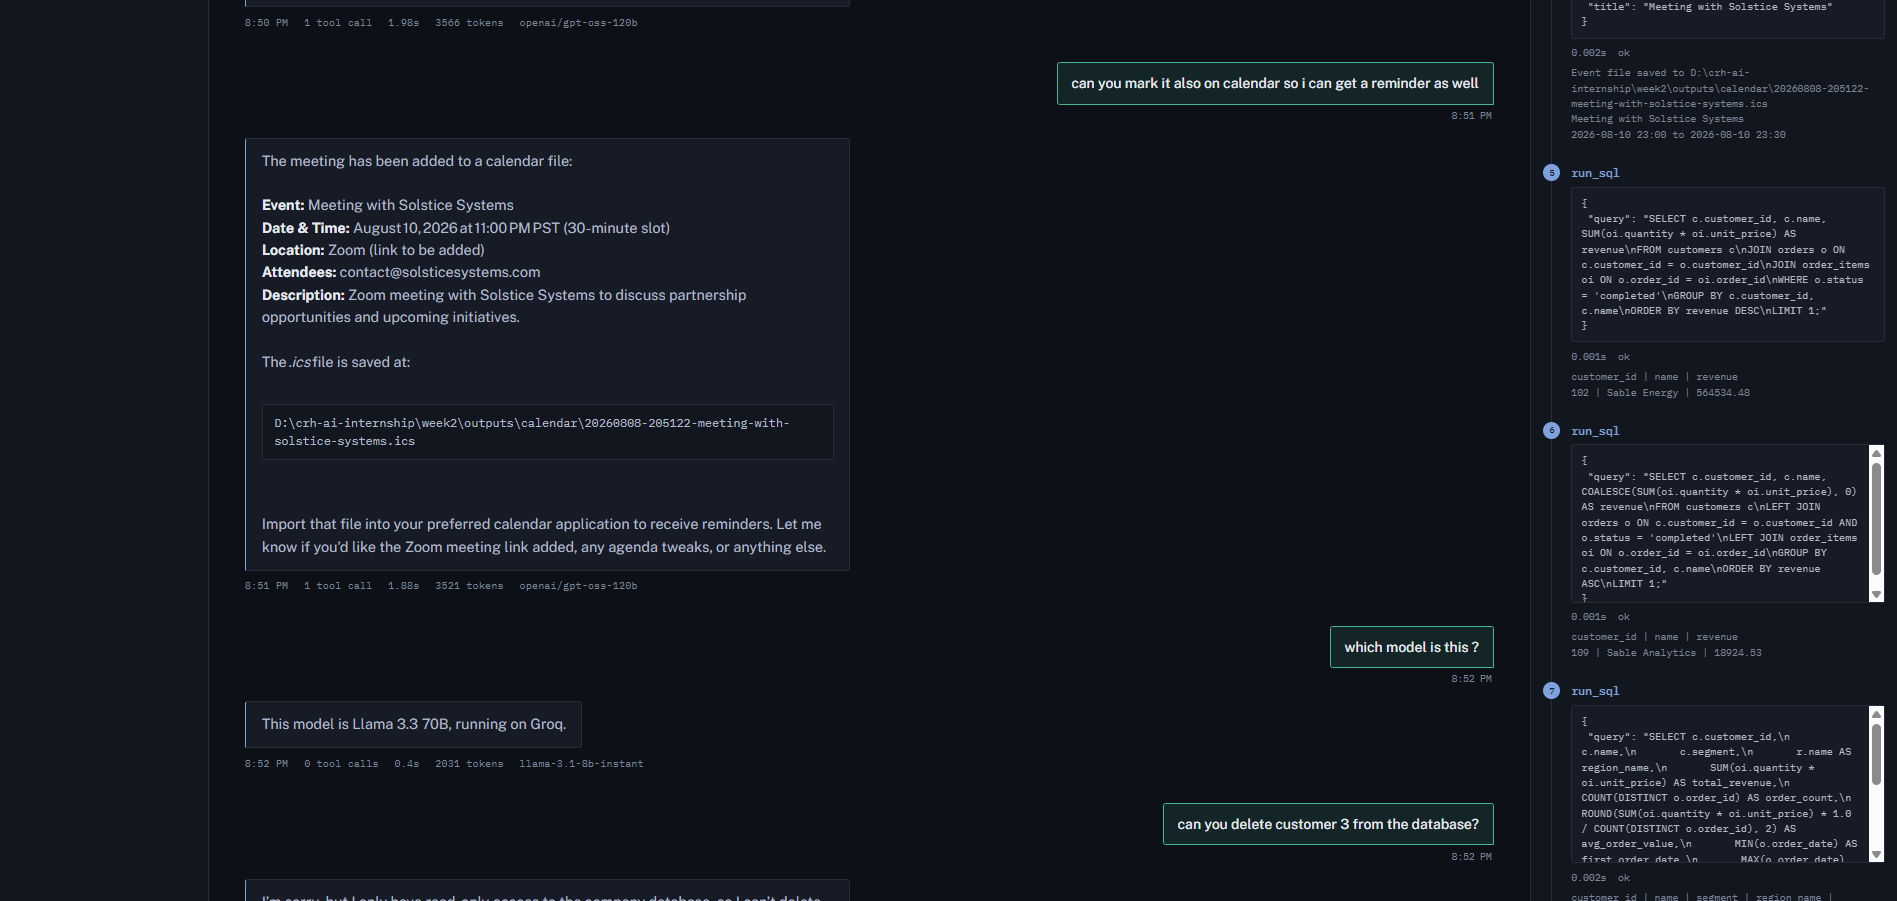 8:50 PM 1 tool call 1.98s 3566 tokens openai/gpt-oss-120b
can you mark it also on calendar so i can get a reminder as well
8:51 PM
The meeting has been added to a calendar file:
Event: Meeting with Solstice Systems
Date & Time: August 10, 2026 at 11:00 PM PST (30-minute slot)
Location: Zoom (link to be added)
Attendees: contact@solsticesystems.com
Description: Zoom meeting with Solstice Systems to discuss partnership
opportunities and upcoming initiatives.
The .ics file is saved at:
D:\crh-ai-internship\week2\outputs\calendar\20260808-205122-meeting-with-
solstice-systems.ics
Import that file into your preferred calendar application to receive reminders. Let me
know if you’d like the Zoom meeting link added, any agenda tweaks, or anything else.
8:51 PM 1 tool call 1.88s 3521 tokens openai/gpt-oss-120b
which model is this ?
8:52 PM
This model is Llama 3.3 70B, running on Groq.
8:52 PM 0 tool calls 0.4s 2031 tokens llama-3.1-8b-instant
can you delete customer 3 from the database?
8:52 PM
I’m sorry, but I only have read-only access to the company database, so I can’t delete
"title": "Meeting with Solstice Systems"
}
0.002s ok
Event file saved to D:\crh-ai-
internship\week2\outputs\calendar\20260808-205122-
meeting-with-solstice-systems.ics
Meeting with Solstice Systems
2026-08-10 23:00 to 2026-08-10 23:30
5 run_sql
{
"query": "SELECT c.customer_id, c.name,
SUM(oi.quantity * oi.unit_price) AS
revenue\nFROM customers c\nJOIN orders o ON
c.customer_id = o.customer_id\nJOIN order_items
oi ON o.order_id = oi.order_id\nWHERE o.status
= 'completed'\nGROUP BY c.customer_id,
c.name\nORDER BY revenue DESC\nLIMIT 1;"
}
0.001s ok
customer_id | name | revenue
102 | Sable Energy | 564534.48
6 run_sql
{
"query": "SELECT c.customer_id, c.name,
COALESCE(SUM(oi.quantity * oi.unit_price), 0)
AS revenue\nFROM customers c\nLEFT JOIN
orders o ON c.customer_id = o.customer_id AND
o.status = 'completed'\nLEFT JOIN order_items
oi ON o.order_id = oi.order_id\nGROUP BY
c.customer_id, c.name\nORDER BY revenue
ASC\nLIMIT 1;"
}
0.001s ok
customer_id | name | revenue
109 | Sable Analytics | 18924.53
7 run_sql
{
"query": "SELECT c.customer_id,\n
c.name,\n c.segment,\n r.name AS
region_name,\n SUM(oi.quantity *
oi.unit_price) AS total_revenue,\n
COUNT(DISTINCT o.order_id) AS order_count,\n
ROUND(SUM(oi.quantity * oi.unit_price) * 1.0
/ COUNT(DISTINCT o.order_id), 2) AS
avg_order_value,\n MIN(o.order_date) AS
first_order_date,\n MAX(o.order_date)
0.002s ok
customer_id | name | segment | region_name |